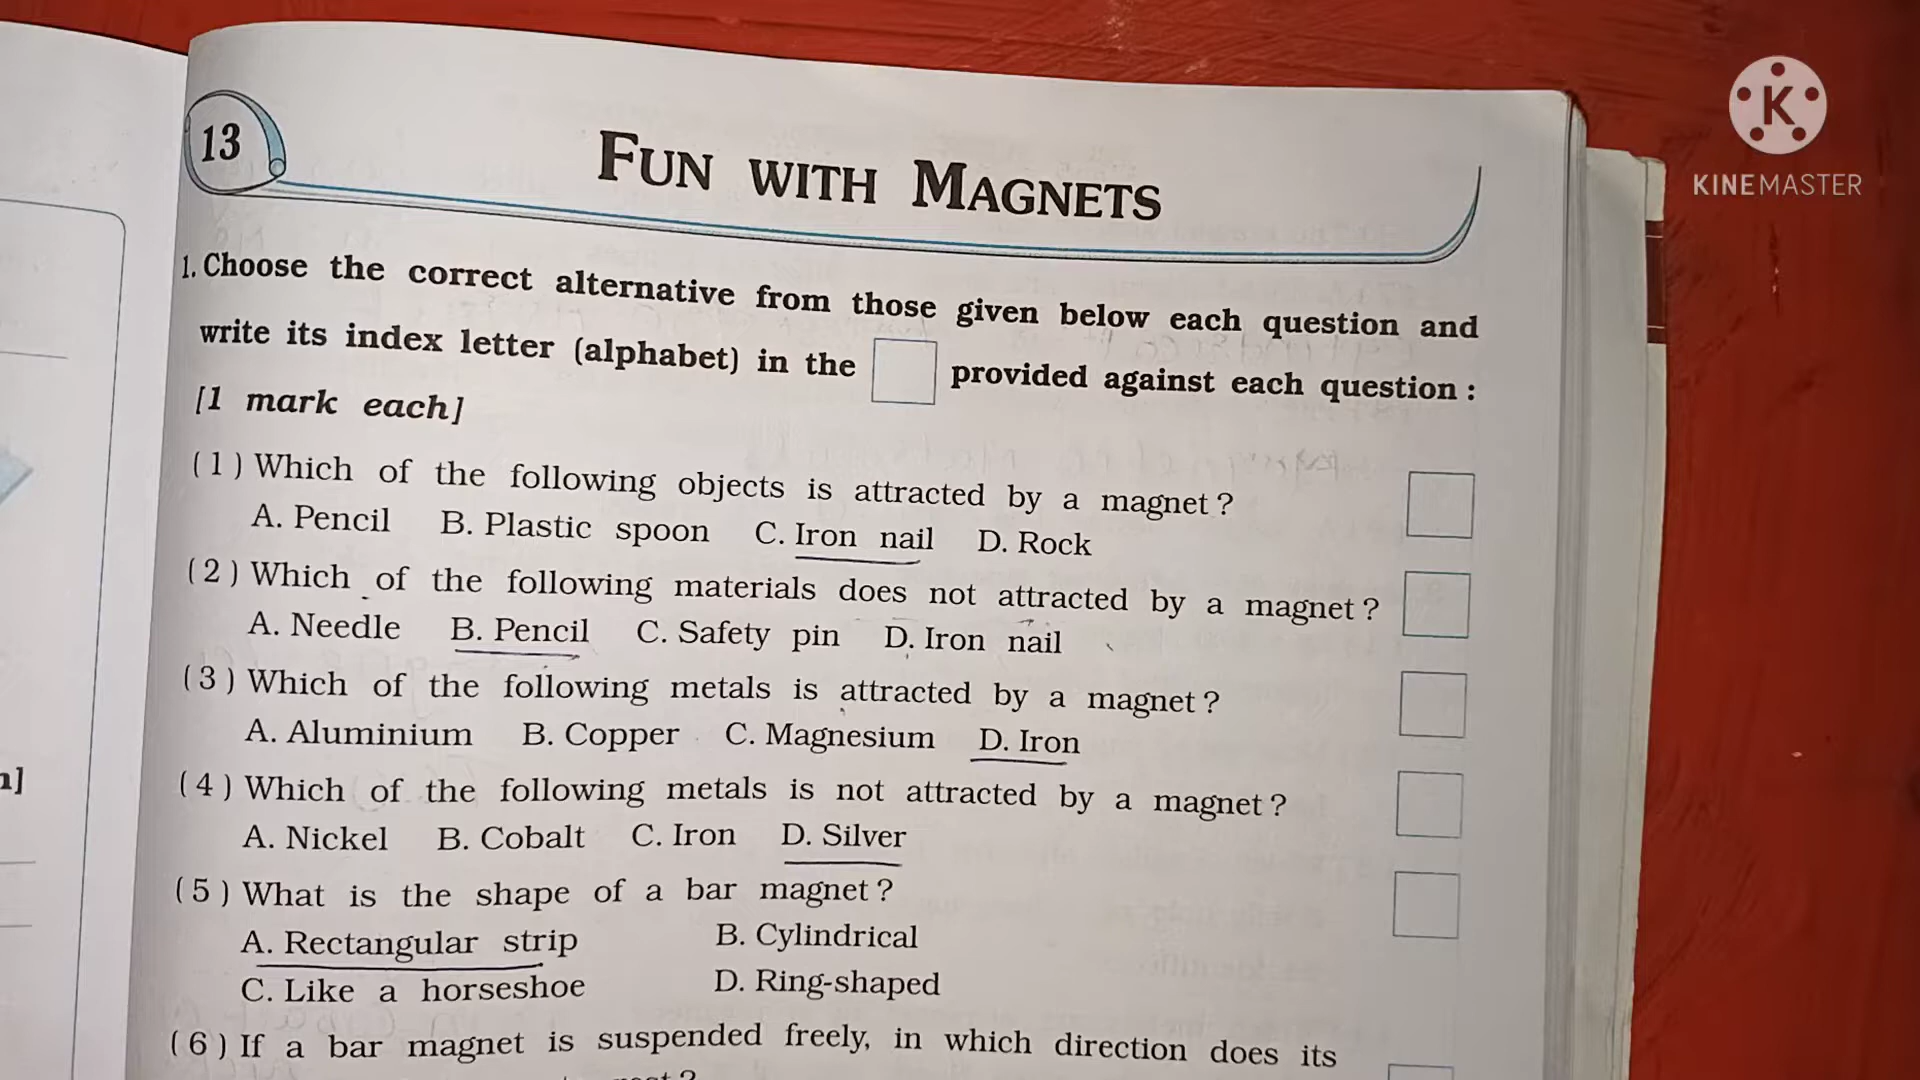 13
FUN WITH MAGNETS
1. Choose the correct alternative from those given below each question and
write its index letter (alphabet) in the provided against each question :
[1 mark each]
(1) Which of the following objects is attracted by a magnet?
A. Pencil B. Plastic spoon C. Iron nail D. Rock
(2) Which of the following materials does not attracted by a magnet?
A. Needle B. Pencil C. Safety pin D. Iron nail
(3) Which of the following metals is attracted by a magnet?
A. Aluminium B. Copper C. Magnesium D. Iron
(4) Which of the following metals is not attracted by a magnet?
A. Nickel B. Cobalt C. Iron D. Silver
(5) What is the shape of a bar magnet?
A. Rectangular strip B. Cylindrical
C. Like a horseshoe D. Ring-shaped
(6) If a bar magnet is suspended freely, in which direction does its
K
KINEMASTER